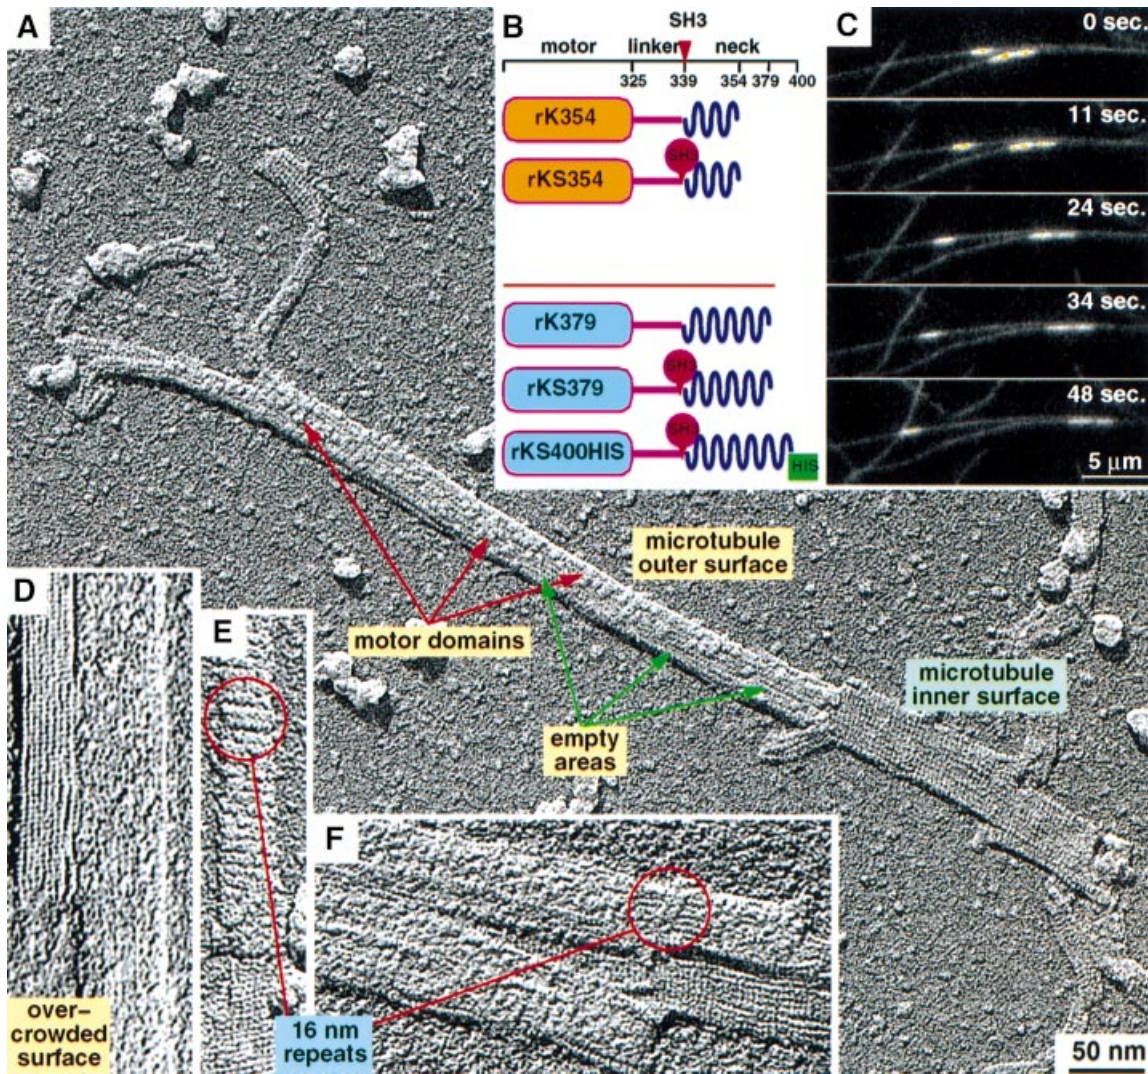 A
B
SH3
motor linker neck
325 339 354 379 400
rK354
SH3
rKS354
rK379
SH3
rKS379
SH3
rKS400HIS
HIS
C
0 sec.
11 sec.
24 sec.
34 sec.
48 sec.
5 μm
microtubule
outer surface
motor domains
microtubule
inner surface
empty
areas
D
over-
crowded
surface
E
F
16 nm
repeats
50 nm